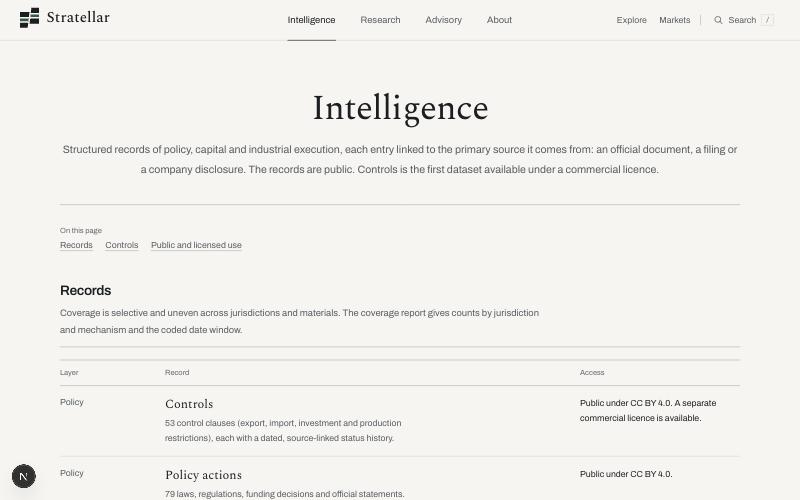 Stratellar
Intelligence Research Advisory About
Explore Markets Search /
Intelligence
Structured records of policy, capital and industrial execution, each entry linked to the primary source it comes from: an official document, a filing or
a company disclosure. The records are public. Controls is the first dataset available under a commercial licence.
On this page
Records Controls Public and licensed use
Records
Coverage is selective and uneven across jurisdictions and materials. The coverage report gives counts by jurisdiction
and mechanism and the coded date window.
Layer Record Access
Policy
Controls
53 control clauses (export, import, investment and production
restrictions), each with a dated, source-linked status history.
Public under CC BY 4.0. A separate
commercial licence is available.
Policy
Policy actions
79 laws, regulations, funding decisions and official statements.
Public under CC BY 4.0.
N